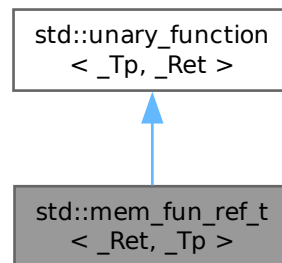 std::unary_function
< _Tp, _Ret >
std::mem_fun_ref_t
< _Ret, _Tp >